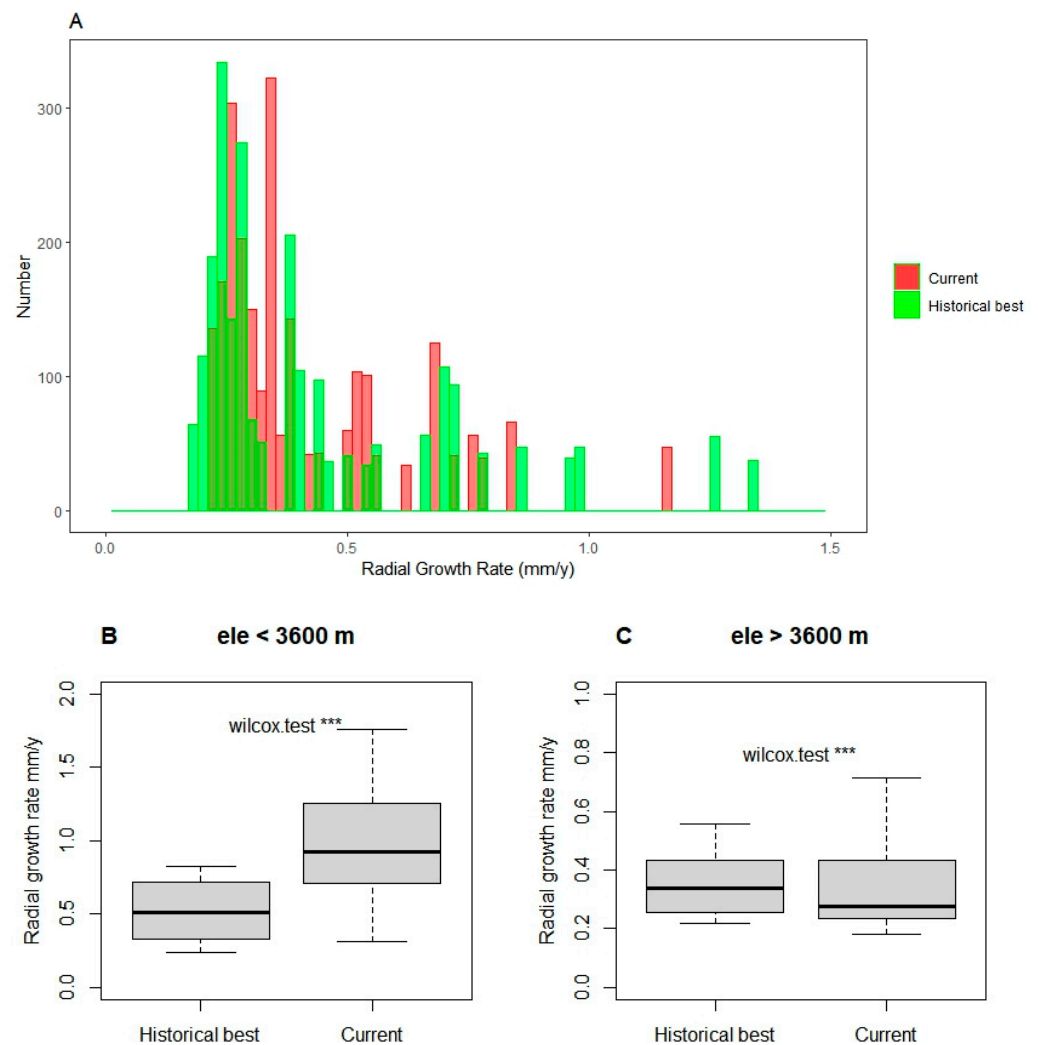 A
300
200
100
0
Number
0.0 0.5 1.0 1.5
Radial Growth Rate (mm/y)
Current
Historical best
B ele < 3600 m
2.0
1.5
1.0
0.5
0.0
Radial growth rate mm/y
wilcox.test ***
Historical best Current
C ele > 3600 m
1.0
0.8
0.6
0.4
0.2
0.0
Radial growth rate mm/y
wilcox.test ***
Historical best Current